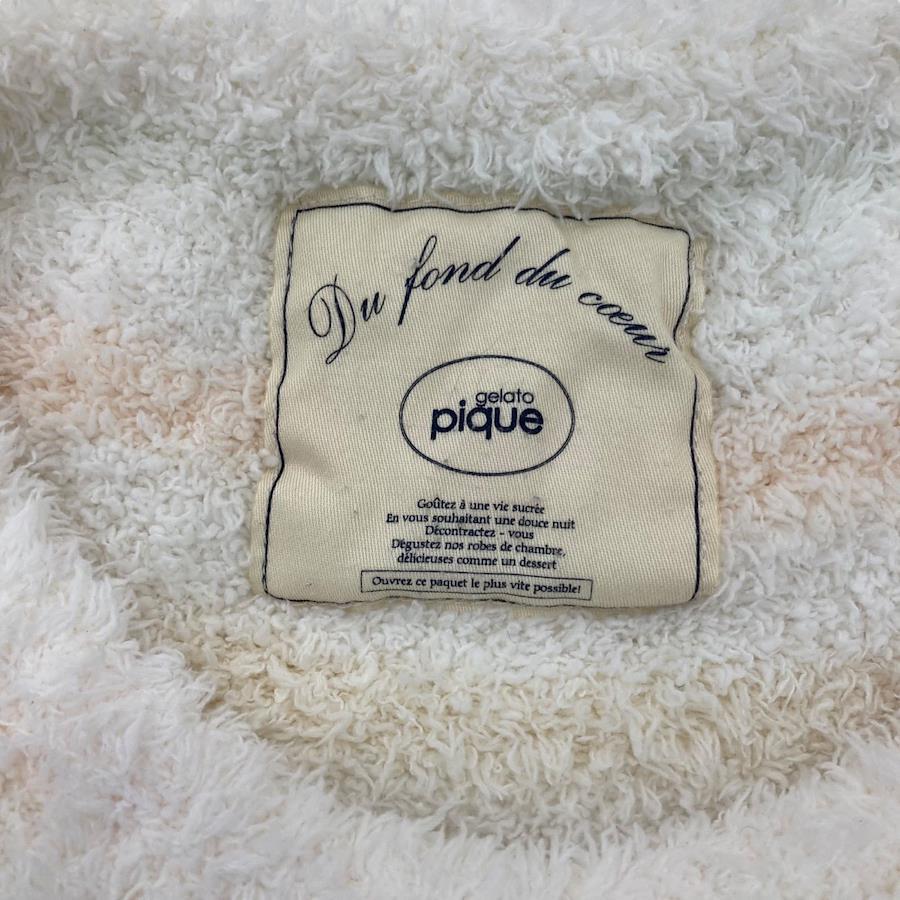 Du fond du cœur
gelato
pique
Goûtez à une vie sucrée
En vous souhaitant une douce nuit
Décontractez - vous
Dégustez nos robes de chambre,
délicieuses comme un dessert
Ouvrez ce paquet le plus vite possible!